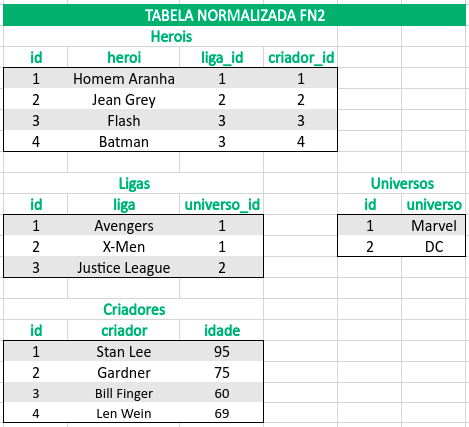 TABELA NORMALIZADA FN2
Herois
id heroi liga_id criador_id
1 Homem Aranha 1 1
2 Jean Grey 2 2
3 Flash 3 3
4 Batman 3 4
Ligas
id liga universo_id
1 Avengers 1
2 X-Men 1
3 Justice League 2
Universos
id universo
1 Marvel
2 DC
Criadores
id criador idade
1 Stan Lee 95
2 Gardner 75
3 Bill Finger 60
4 Len Wein 69